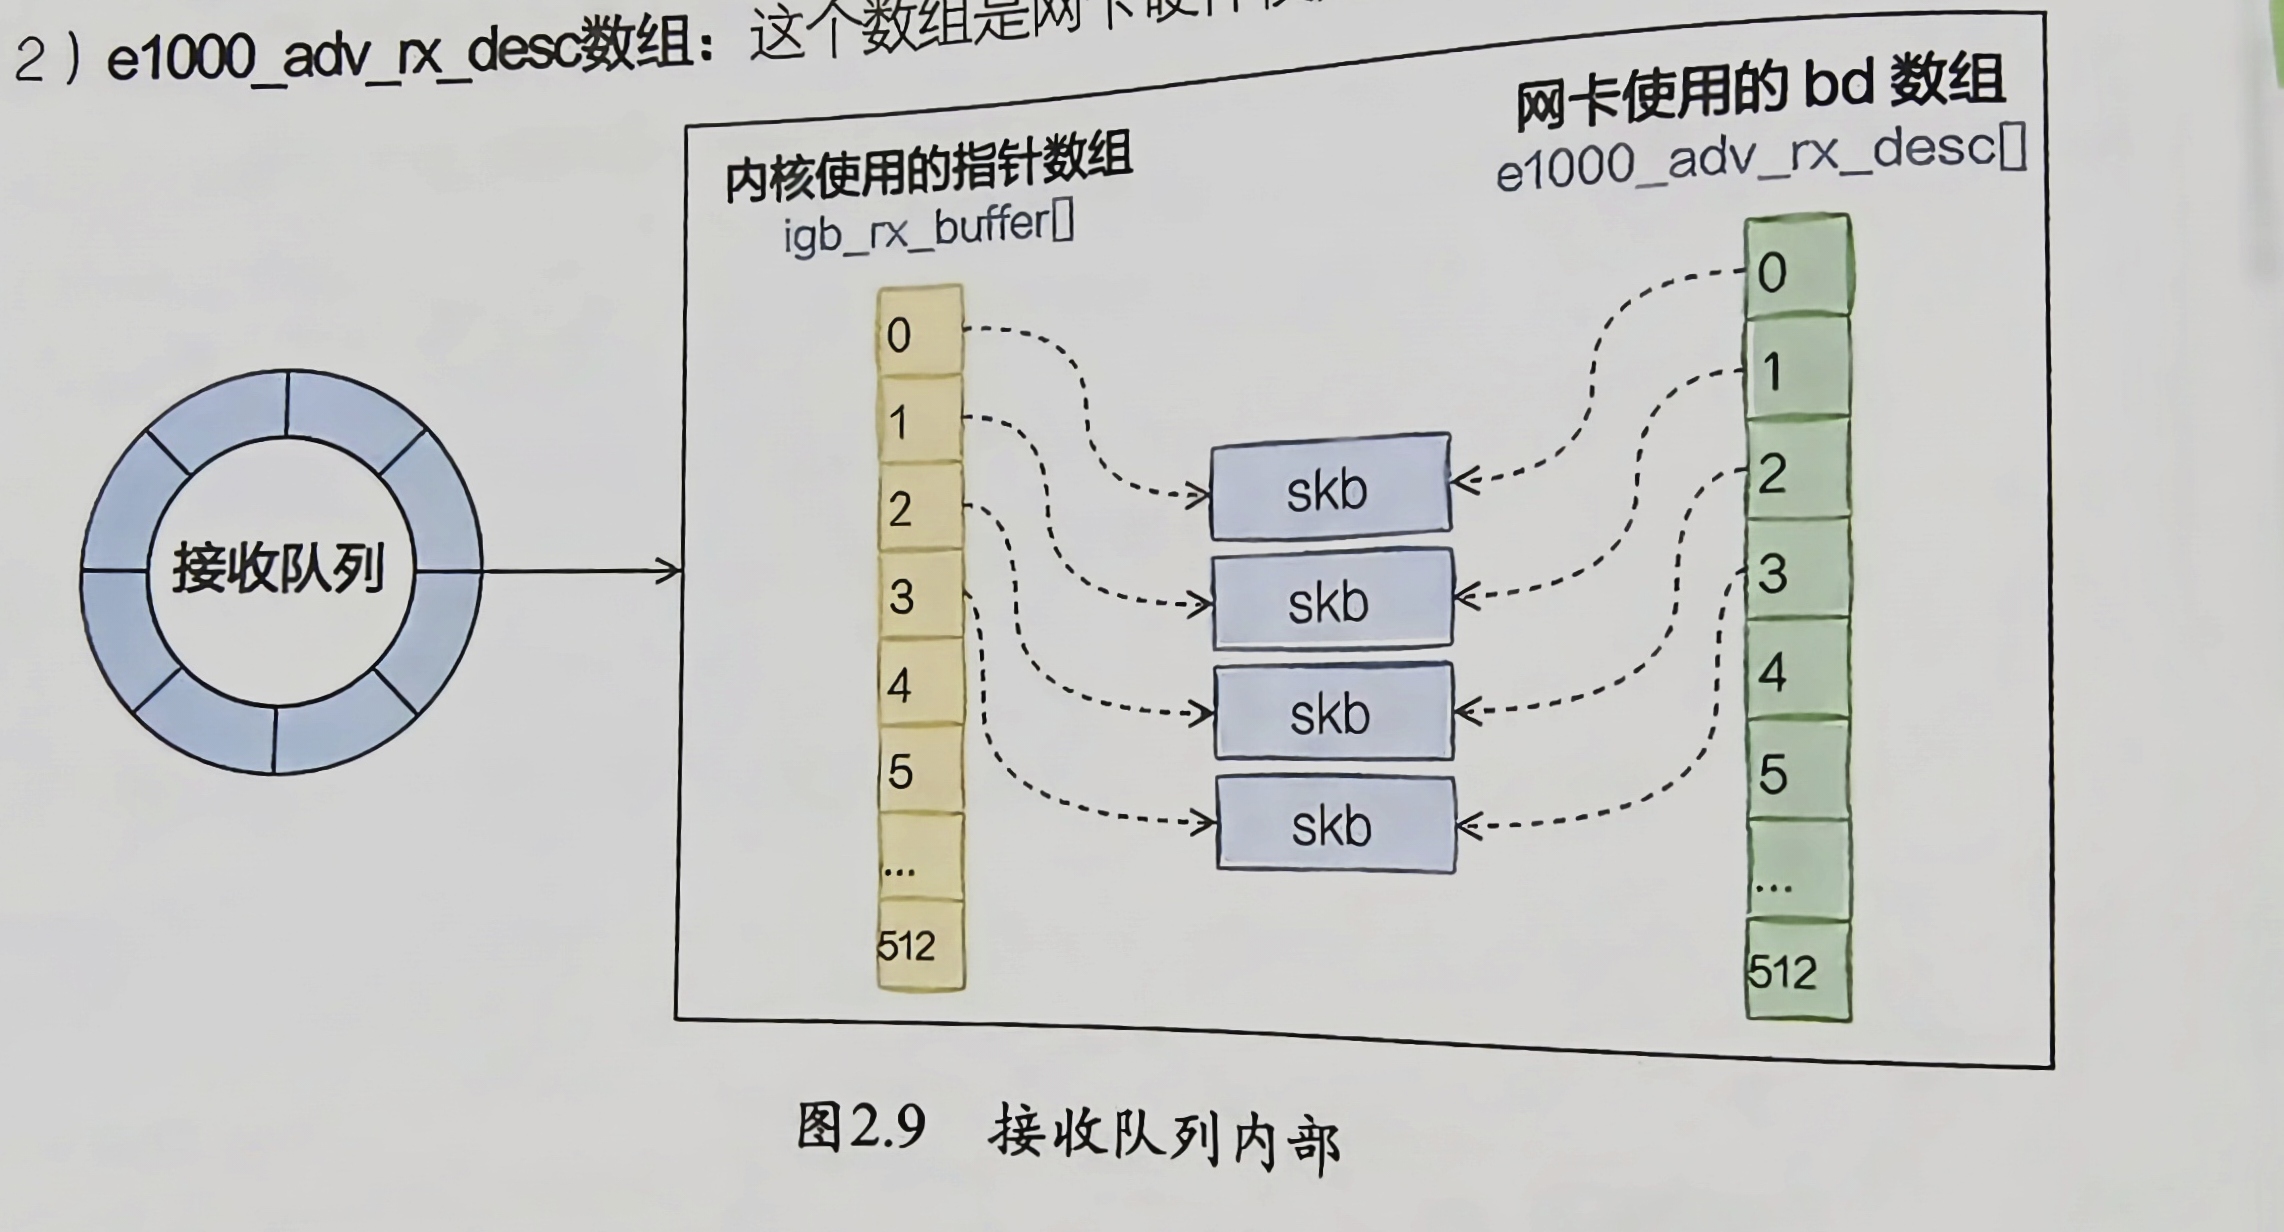 2）e1000_adv_rx_desc数组：这个数组是网卡硬件
内核使用的指针数组
igb_rx_buffer[]
网卡使用的 bd 数组
e1000_adv_rx_desc[]
接收队列
0
1
2
3
4
5
...
512
skb
skb
skb
skb
0
1
2
3
4
5
...
512
图2.9 接收队列内部